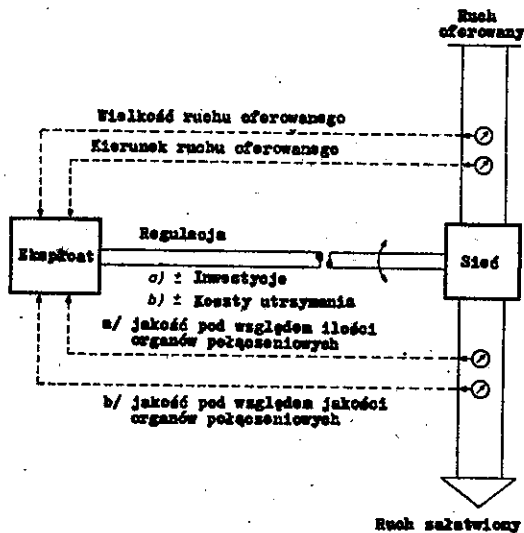 Ruch
oferowany
Wielkość ruchu oferowanego
Kierunek ruchu oferowanego
Regulacja
Eksploat
Sieć
a) ± Inwestycje
b) ± Koszty utrzymania
a/ jakość pod względem ilości
organów połączeniowych
b/ jakość pod względem jakości
organów połączeniowych
Ruch załatwiony